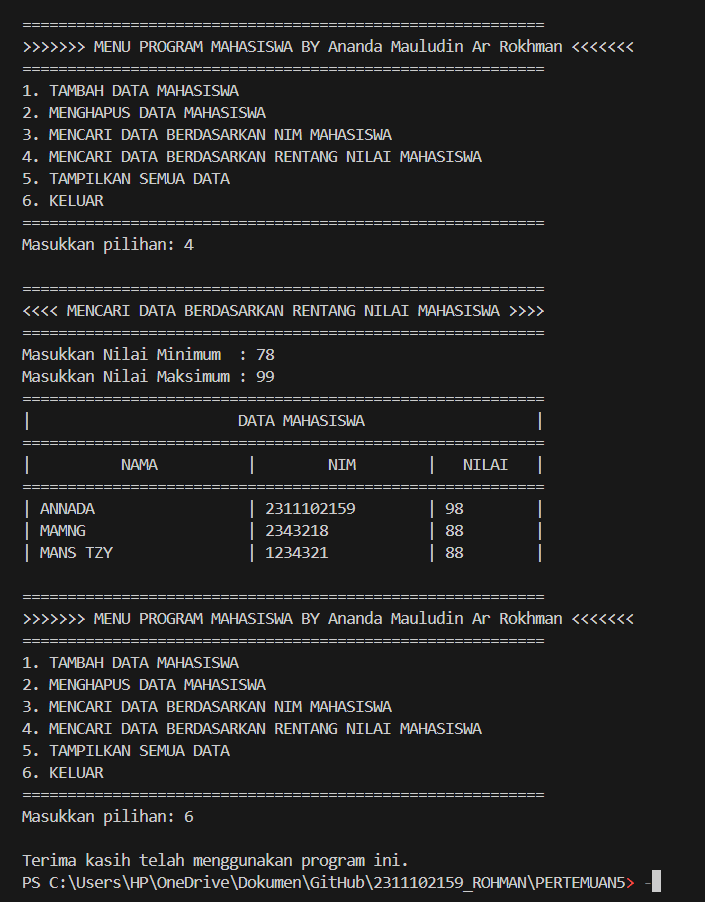 ==========================================================
>>>>>>> MENU PROGRAM MAHASISWA BY Ananda Mauludin Ar Rokhman <<<<<<<
==========================================================
1. TAMBAH DATA MAHASISWA
2. MENGHAPUS DATA MAHASISWA
3. MENCARI DATA BERDASARKAN NIM MAHASISWA
4. MENCARI DATA BERDASARKAN RENTANG NILAI MAHASISWA
5. TAMPILKAN SEMUA DATA
6. KELUAR
==========================================================
Masukkan pilihan: 4

==========================================================
<<<< MENCARI DATA BERDASARKAN RENTANG NILAI MAHASISWA >>>>
==========================================================
Masukkan Nilai Minimum  : 78
Masukkan Nilai Maksimum : 99
==========================================================
|                       DATA MAHASISWA                   |
==========================================================
|          NAMA          |        NIM        |   NILAI   |
==========================================================
| ANNADA                 | 2311102159        | 98        |
| MAMNG                  | 2343218           | 88        |
| MANS TZY               | 1234321           | 88        |

==========================================================
>>>>>>> MENU PROGRAM MAHASISWA BY Ananda Mauludin Ar Rokhman <<<<<<<
==========================================================
1. TAMBAH DATA MAHASISWA
2. MENGHAPUS DATA MAHASISWA
3. MENCARI DATA BERDASARKAN NIM MAHASISWA
4. MENCARI DATA BERDASARKAN RENTANG NILAI MAHASISWA
5. TAMPILKAN SEMUA DATA
6. KELUAR
==========================================================
Masukkan pilihan: 6

Terima kasih telah menggunakan program ini.
PS C:\Users\HP\OneDrive\Dokumen\GitHub\2311102159_ROHMAN\PERTEMUAN5> -